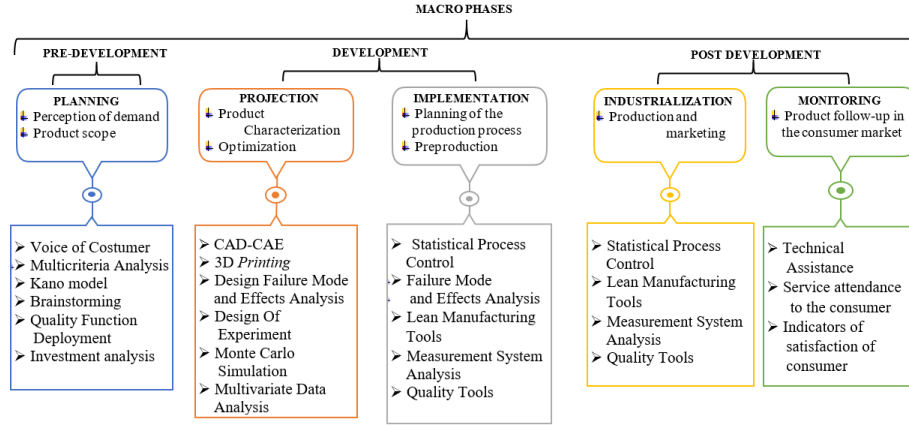 MACRO PHASES
PRE-DEVELOPMENT
DEVELOPMENT
POST DEVELOPMENT
PLANNING
Perception of demand
Product scope
PROJECTION
Product
Characterization
Optimization
IMPLEMENTATION
Planning of the
production process
Preproduction
INDUSTRIALIZATION
Production and
marketing
MONITORING
Product follow-up in
the consumer market
Voice of Costumer
Multicriteria Analysis
Kano model
Brainstorming
Quality Function
Deployment
Investment analysis
CAD-CAE
3D Printing
Design Failure Mode
and Effects Analysis
Design Of
Experiment
Monte Carlo
Simulation
Multivariate Data
Analysis
Statistical Process
Control
Failure Mode
and Effects Analysis
Lean Manufacturing
Tools
Measurement System
Analysis
Quality Tools
Statistical Process
Control
Lean Manufacturing
Tools
Measurement System
Analysis
Quality Tools
Technical
Assistance
Service attendance
to the consumer
Indicators of
satisfaction of
consumer